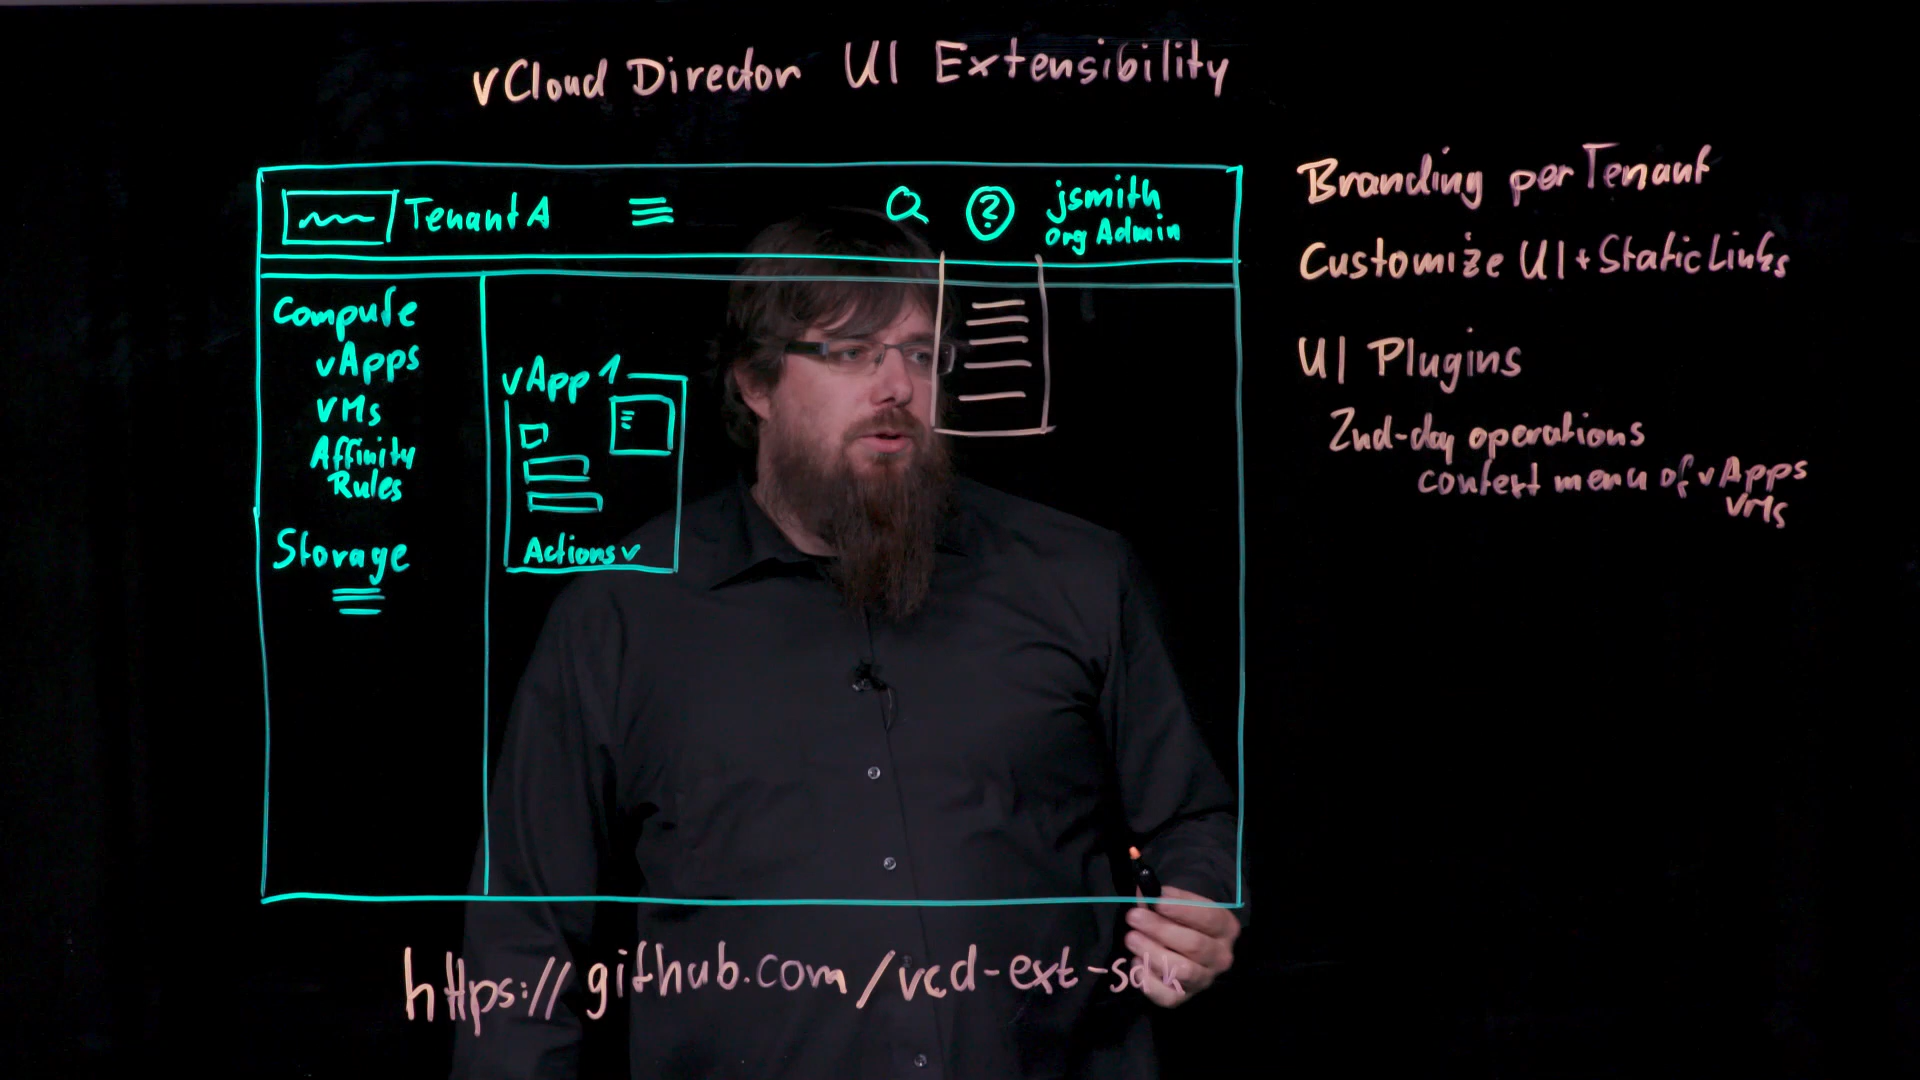 vCloud Director UI Extensibility
Tenant A
?
jsmith
Org Admin
Compute
vApps
VMs
Affinity
Rules
Storage
vApp 1
Actions v
Branding per Tenant
Customize UI + Static Links
UI Plugins
2nd-day operations
context menu of vApps
VMs
https://github.com/vcd-ext-sdk